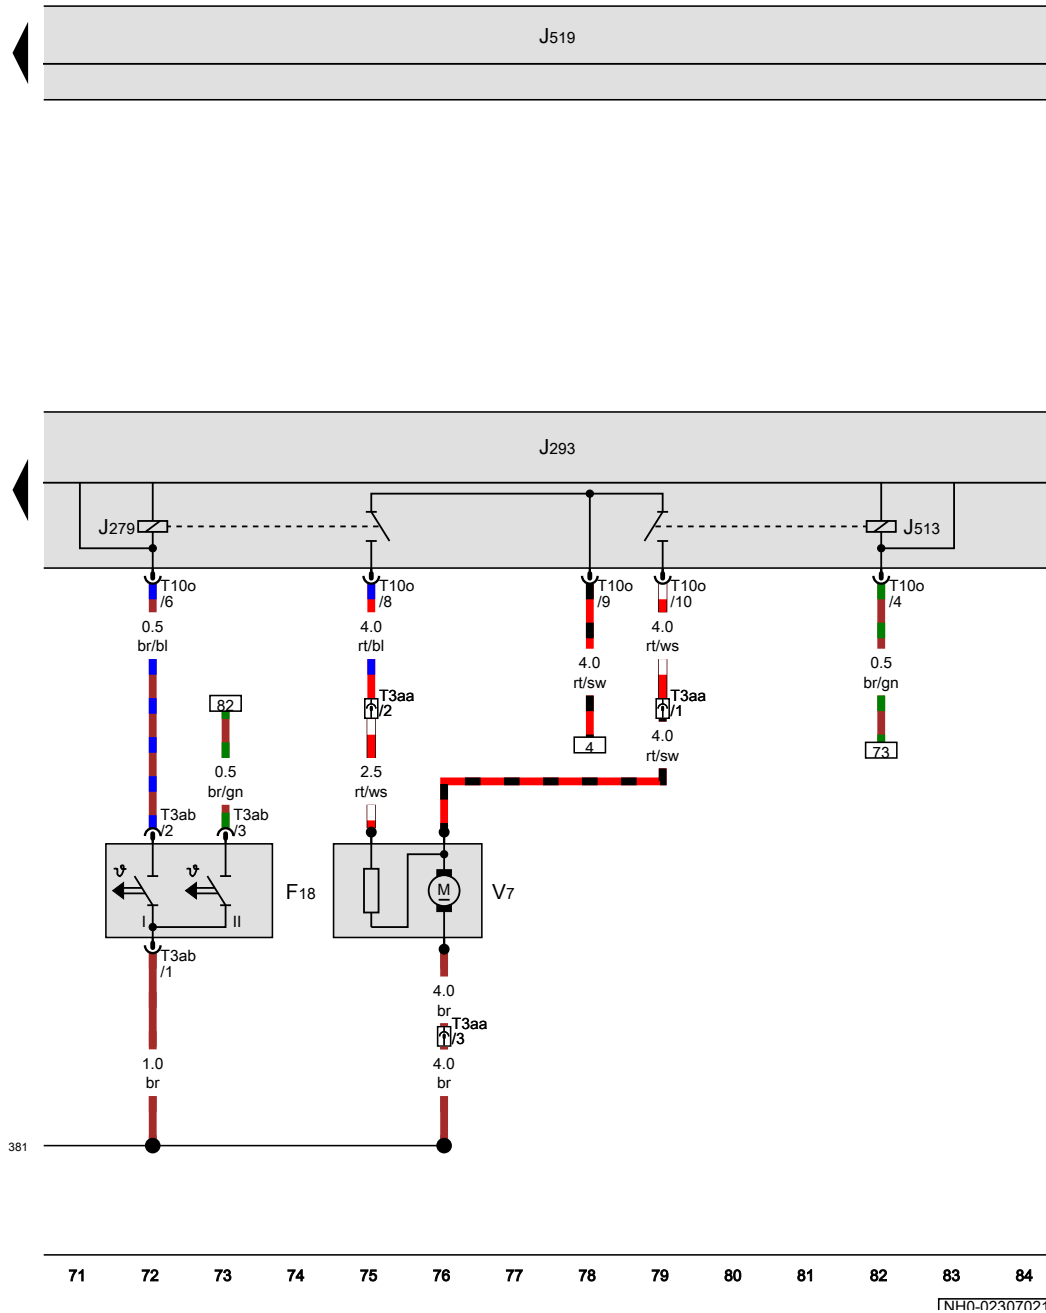 J519
J293
J279
J513
T10o
/6
T10o
/8
T10o
/9
T10o
/10
T10o
/4
0.5
br/bl
4.0
rt/bl
4.0
rt/sw
4.0
rt/ws
0.5
br/gn
82
T3aa
/2
T3aa
/1
4
4.0
rt/sw
73
0.5
br/gn
2.5
rt/ws
T3ab
/2
T3ab
/3
ϑ
ϑ
I
II
F18
M
V7
T3ab
/1
4.0
br
T3aa
/3
1.0
br
4.0
br
381
71 72 73 74 75 76 77 78 79 80 81 82 83 84
NH0-02307021